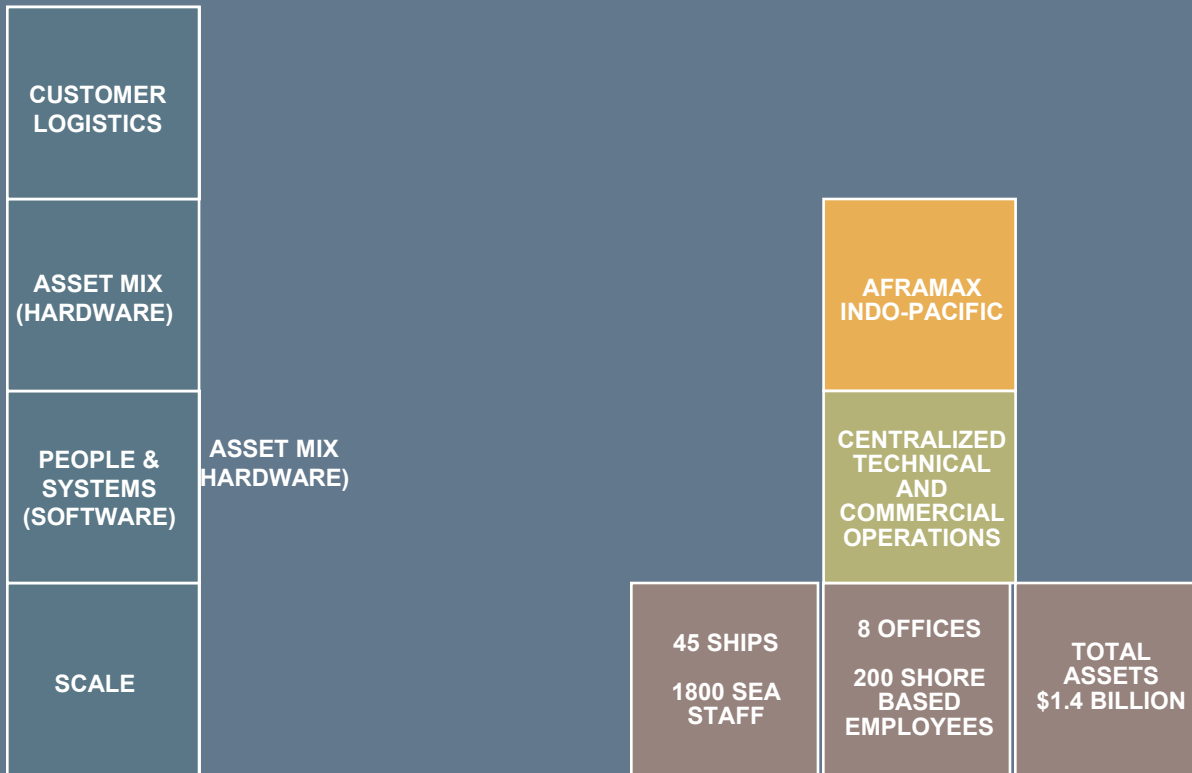 CUSTOMER
LOGISTICS
ASSET MIX
(HARDWARE)
AFRAMAX
INDO-PACIFIC
PEOPLE &
SYSTEMS
(SOFTWARE)
ASSET MIX
HARDWARE)
CENTRALIZED
TECHNICAL
AND
COMMERCIAL
OPERATIONS
SCALE
45 SHIPS
1800 SEA
STAFF
8 OFFICES
200 SHORE
BASED
EMPLOYEES
TOTAL
ASSETS
$1.4 BILLION